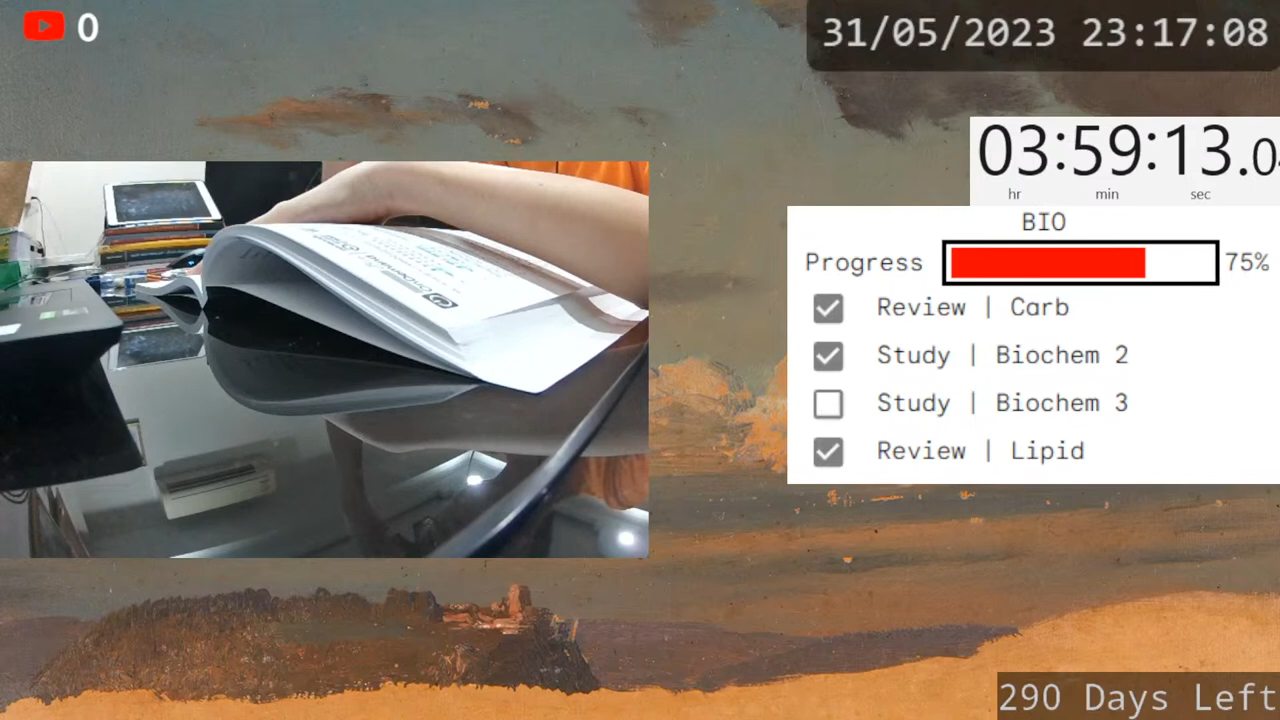 0
31/05/2023 23:17:08
03:59:13.0
hr min sec
BIO
Progress 75%
Review | Carb
Study | Biochem 2
Study | Biochem 3
Review | Lipid
OnDemand
290 Days Left